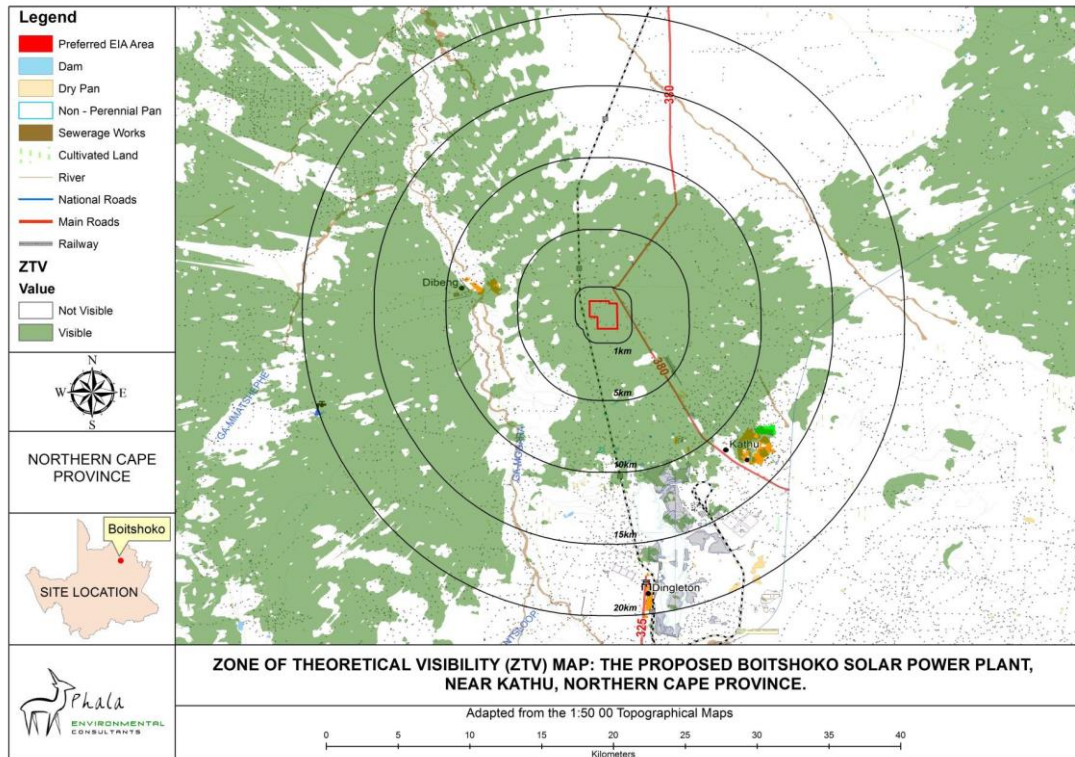 Legend
Preferred EIA Area
Dam
Dry Pan
Non - Perennial Pan
Sewerage Works
Cultivated Land
River
National Roads
Main Roads
Railway
ZTV
Value
Not Visible
Visible
N
W E
S
NORTHERN CAPE
PROVINCE
Boitshoko
SITE LOCATION
Phala
ENVIRONMENTAL
CONSULTANTS
380
Dibeng
1km
380
5km
GA-MMATSHEPHE
Kathu
10km
15km
Dingleton
20km
325
ZONE OF THEORETICAL VISIBILITY (ZTV) MAP: THE PROPOSED BOITSHOKO SOLAR POWER PLANT,
NEAR KATHU, NORTHERN CAPE PROVINCE.
Adapted from the 1:50 00 Topographical Maps
0 5 10 15 20 25 30 35 40
Kilometers